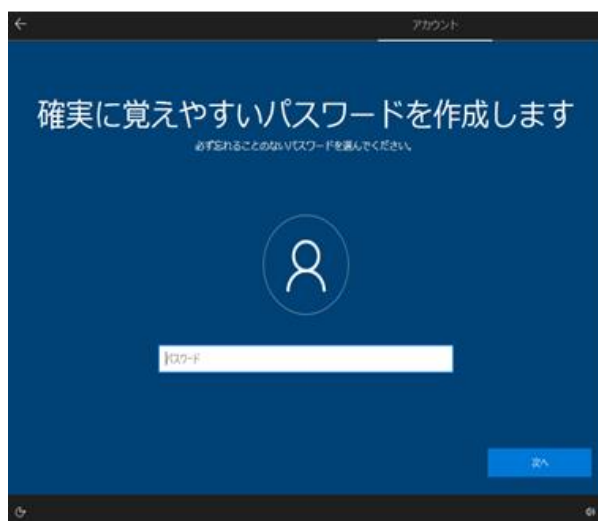 アカウント
確実に覚えやすいパスワードを作成します
必ず忘れることのないパスワードを選んでください。
パスワード
次へ